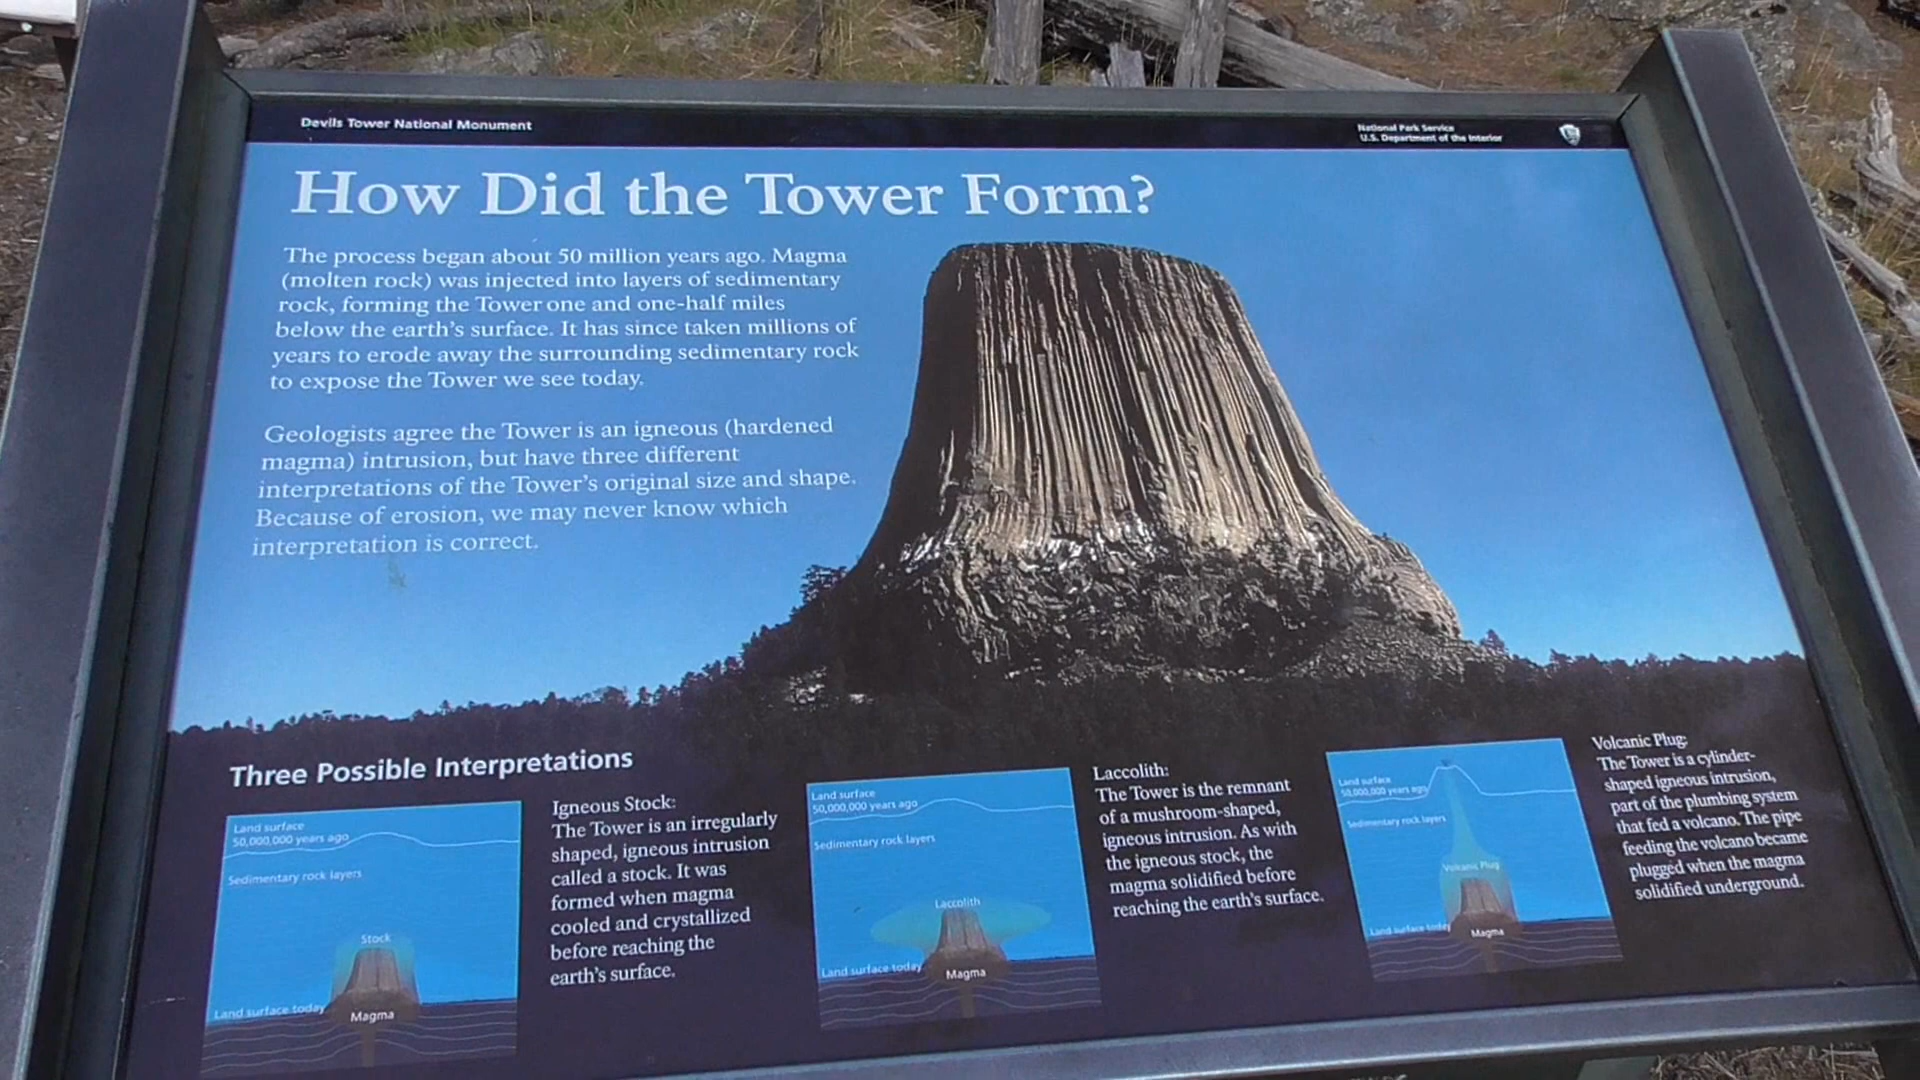 Devils Tower National Monument
National Park Service
U.S. Department of the Interior
How Did the Tower Form?
The process began about 50 million years ago. Magma
(molten rock) was injected into layers of sedimentary
rock, forming the Tower one and one-half miles
below the earth's surface. It has since taken millions of
years to erode away the surrounding sedimentary rock
to expose the Tower we see today.
Geologists agree the Tower is an igneous (hardened
magma) intrusion, but have three different
interpretations of the Tower's original size and shape.
Because of erosion, we may never know which
interpretation is correct.
Three Possible Interpretations
Land surface
50,000,000 years ago
Sedimentary rock layers
Stock
Land surface today
Magma
Igneous Stock:
The Tower is an irregularly
shaped, igneous intrusion
called a stock. It was
formed when magma
cooled and crystallized
before reaching the
earth's surface.
Land surface
50,000,000 years ago
Sedimentary rock layers
Laccolith
Land surface today
Magma
Laccolith:
The Tower is the remnant
of a mushroom-shaped,
igneous intrusion. As with
the igneous stock, the
magma solidified before
reaching the earth's surface.
Land surface
50,000,000 years ago
Sedimentary rock layers
Volcanic Plug
Land surface today
Magma
Volcanic Plug:
The Tower is a cylinder-
shaped igneous intrusion,
part of the plumbing system
that fed a volcano. The pipe
feeding the volcano became
plugged when the magma
solidified underground.